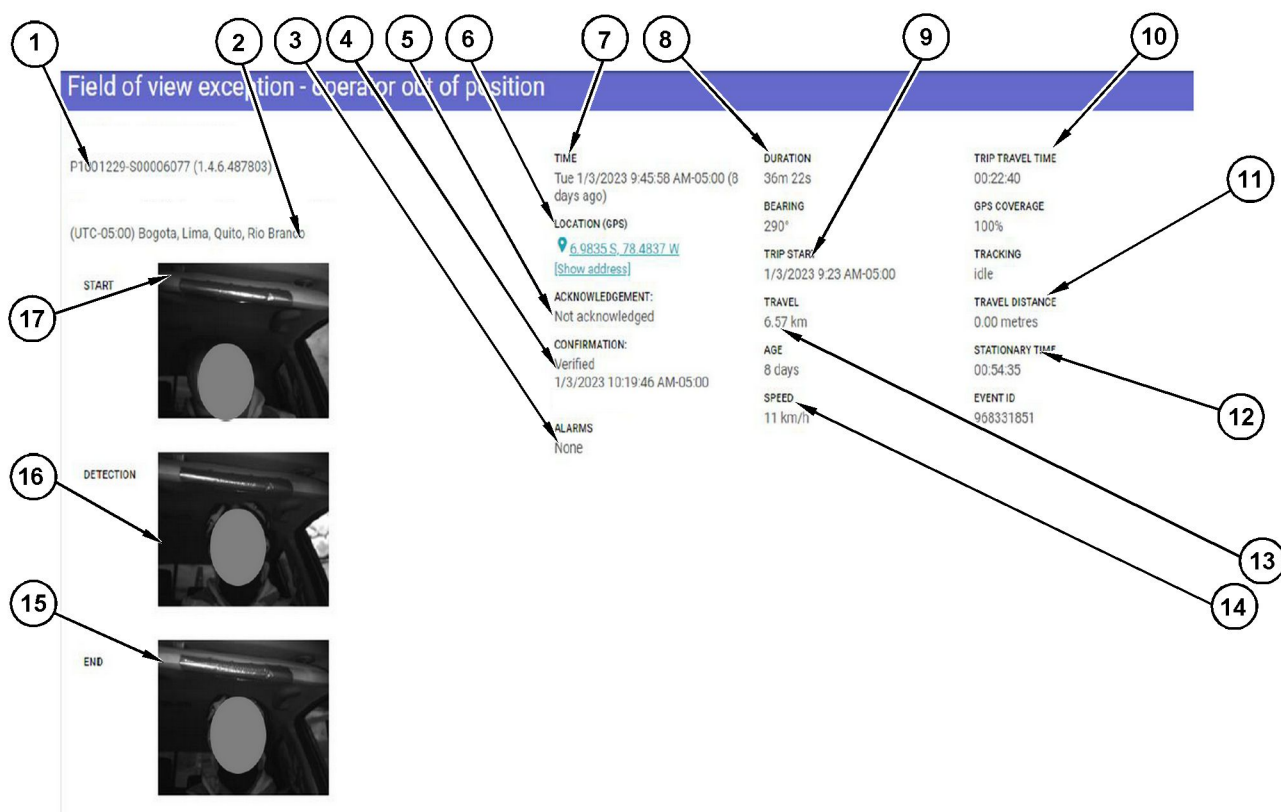 1
2
3
4
5
6
7
8
9
10
Field of view exception - operator out of position
P1001229-S00006077 (1.4.6.487803)
(UTC-05:00) Bogota, Lima, Quito, Rio Branco
START
17
DETECTION
16
15
END
TIME
Tue 1/3/2023 9:45:58 AM-05:00 (8
days ago)
LOCATION (GPS)
6.9835 S, 78.4837 W
[Show address]
ACKNOWLEDGEMENT:
Not acknowledged
CONFIRMATION:
Verified
1/3/2023 10:19:46 AM-05:00
ALARMS
None
DURATION
36m 22s
BEARING
290°
TRIP START
1/3/2023 9:23 AM-05:00
TRAVEL
6.57 km
AGE
8 days
SPEED
11 km/h
TRIP TRAVEL TIME
00:22:40
GPS COVERAGE
100%
TRACKING
idle
TRAVEL DISTANCE
0.00 metres
STATIONARY TIME
00:54:35
EVENT ID
968331851
11
12
13
14